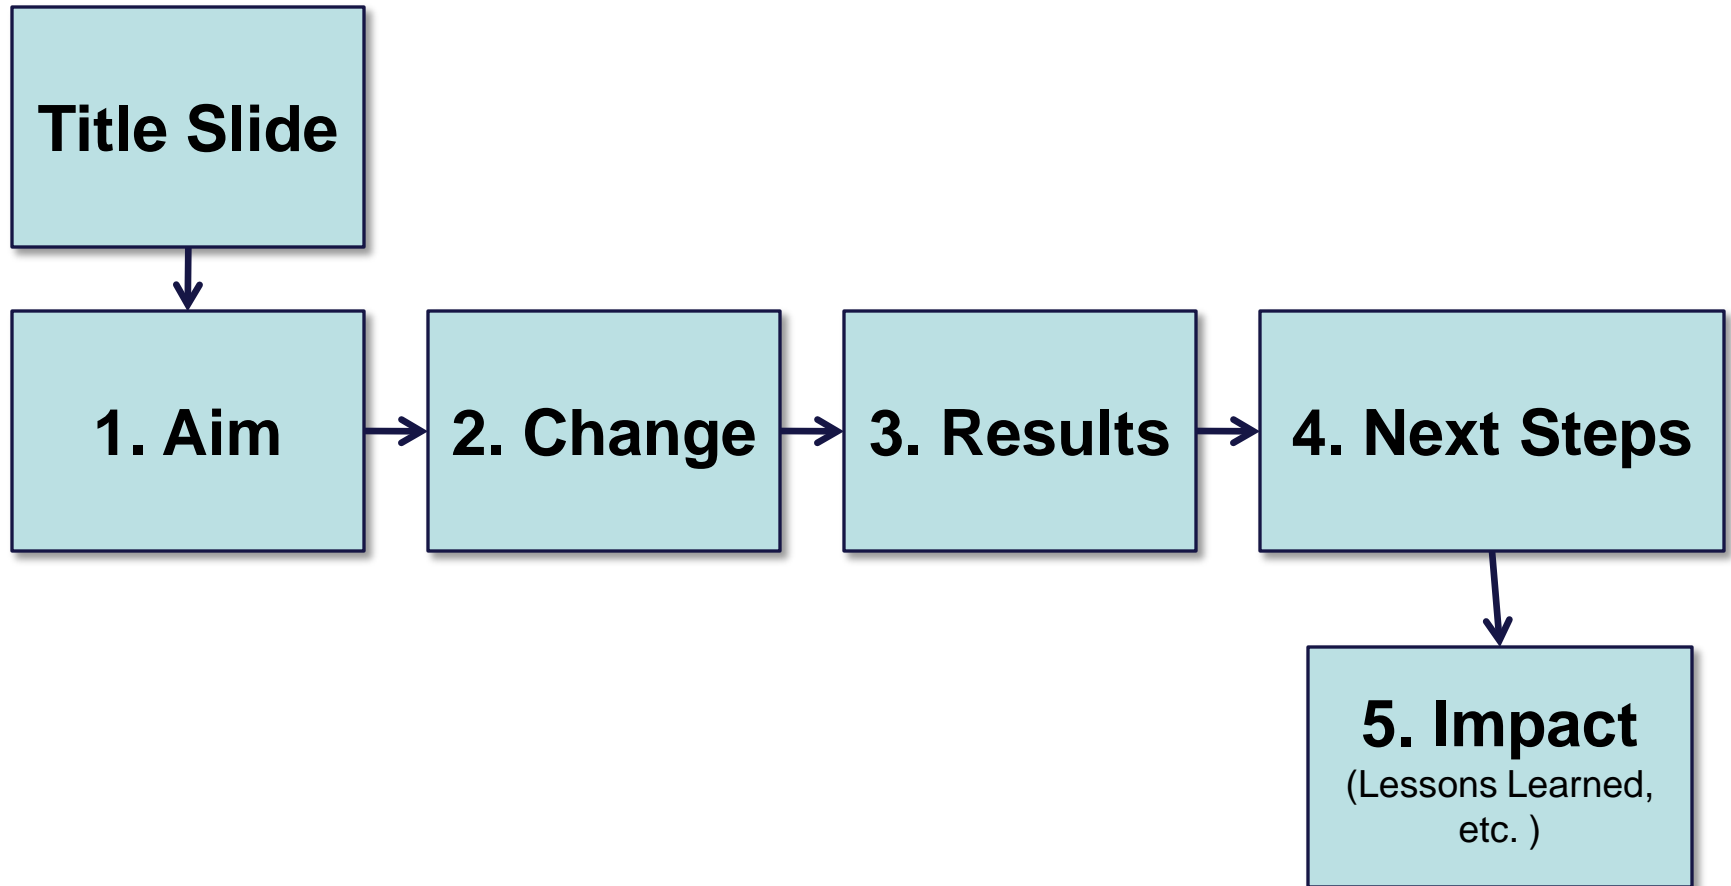 Title Slide
1. Aim
2. Change
3. Results
4. Next Steps
5. Impact
(Lessons Learned,
etc. )